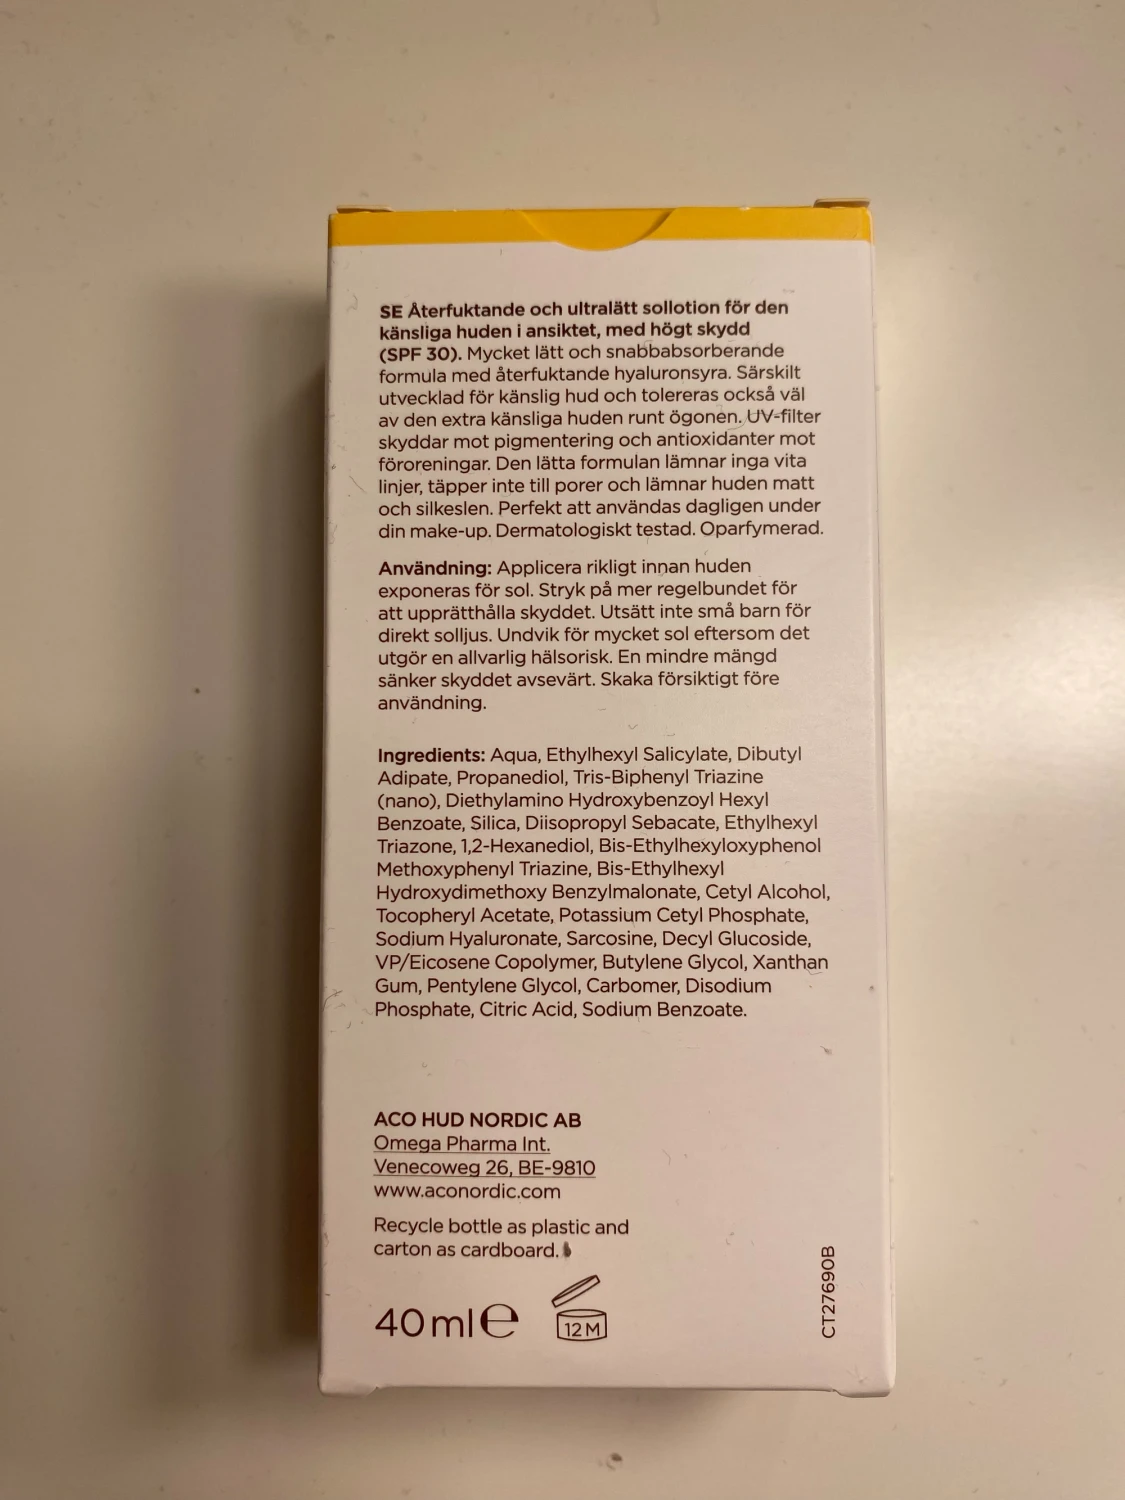 SE Återfuktande och ultralätt sollotion för den
känsliga huden i ansiktet, med högt skydd
(SPF 30). Mycket lätt och snabbabsorberande
formula med återfuktande hyaluronsyra. Särskilt
utvecklad för känslig hud och tolereras också väl
av den extra känsliga huden runt ögonen. UV-filter
skyddar mot pigmentering och antioxidanter mot
föroreningar. Den lätta formulan lämnar inga vita
linjer, täpper inte till porer och lämnar huden matt
och silkeslen. Perfekt att användas dagligen under
din make-up. Dermatologiskt testad. Oparfymerad.
Användning: Applicera rikligt innan huden
exponeras för sol. Stryk på mer regelbundet för
att upprätthålla skyddet. Utsätt inte små barn för
direkt solljus. Undvik för mycket sol eftersom det
utgör en allvarlig hälsorisk. En mindre mängd
sänker skyddet avsevärt. Skaka försiktigt före
användning.
Ingredients: Aqua, Ethylhexyl Salicylate, Dibutyl
Adipate, Propanediol, Tris-Biphenyl Triazine
(nano), Diethylamino Hydroxybenzoyl Hexyl
Benzoate, Silica, Diisopropyl Sebacate, Ethylhexyl
Triazone, 1,2-Hexanediol, Bis-Ethylhexyloxyphenol
Methoxyphenyl Triazine, Bis-Ethylhexyl
Hydroxydimethoxy Benzylmalonate, Cetyl Alcohol,
Tocopheryl Acetate, Potassium Cetyl Phosphate,
Sodium Hyaluronate, Sarcosine, Decyl Glucoside,
VP/Eicosene Copolymer, Butylene Glycol, Xanthan
Gum, Pentylene Glycol, Carbomer, Disodium
Phosphate, Citric Acid, Sodium Benzoate.
ACO HUD NORDIC AB
Omega Pharma Int.
Venecoweg 26, BE-9810
www.aconordic.com
Recycle bottle as plastic and
carton as cardboard.
40 ml e
12 M
CT27690B